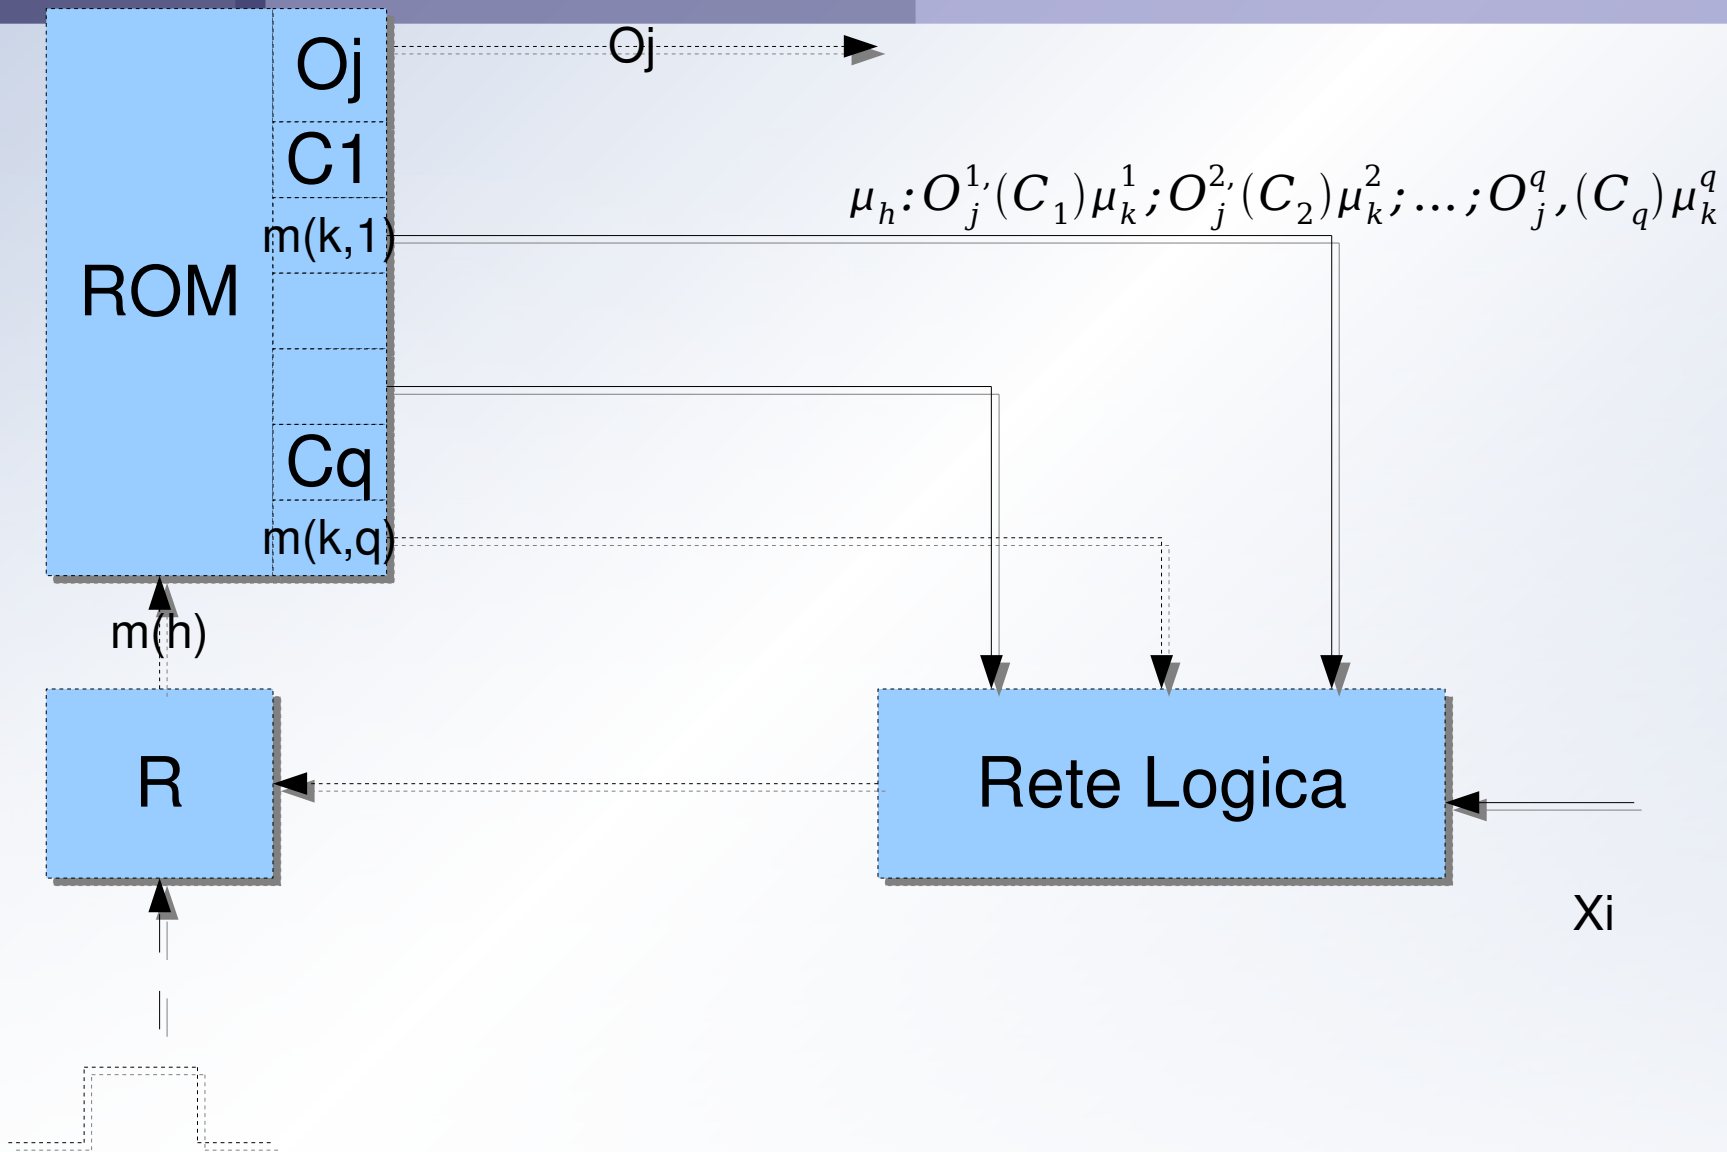 Oj
Oj
C1
μ_h : O_j^{1,} (C_1) μ_k^1 ; O_j^{2,} (C_2) μ_k^2 ; ... ; O_j^q , (C_q) μ_k^q
m(k,1)
ROM
Cq
m(k,q)
m(h)
R
Rete Logica
Xi